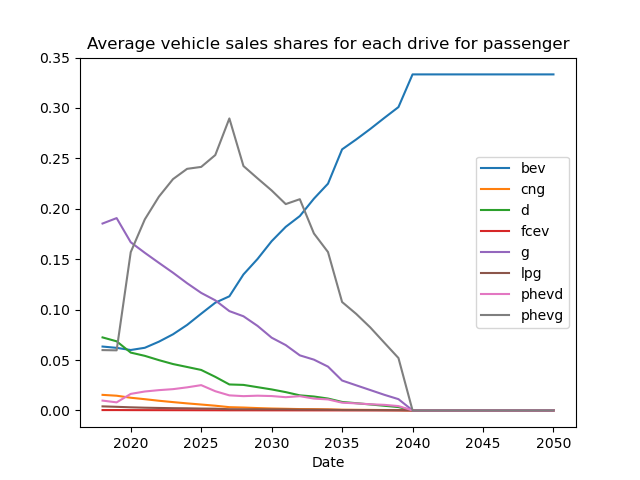 Average vehicle sales shares for each drive for passenger
0.35
0.30
0.25
0.20
0.15
0.10
0.05
0.00
bev
cng
d
fcev
g
lpg
phevd
phevg
2020 2025 2030 2035 2040 2045 2050
Date